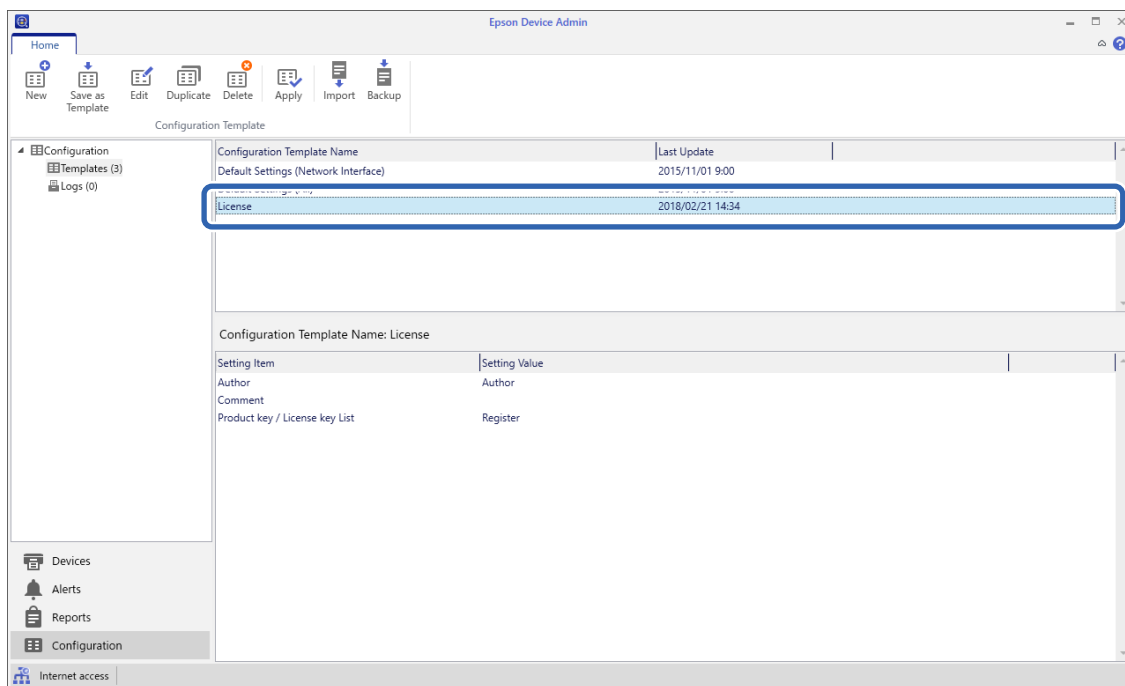 Epson Device Admin
Home
New
Save as
Template
Edit
Duplicate
Delete
Apply
Import
Backup
Configuration Template
Configuration
Templates (3)
Logs (0)
Configuration Template Name Last Update
Default Settings (Network Interface) 2015/11/01 9:00
License 2018/02/21 14:34
Configuration Template Name: License
Setting Item Setting Value
Author Author
Comment
Product key / License key List Register
Devices
Alerts
Reports
Configuration
Internet access